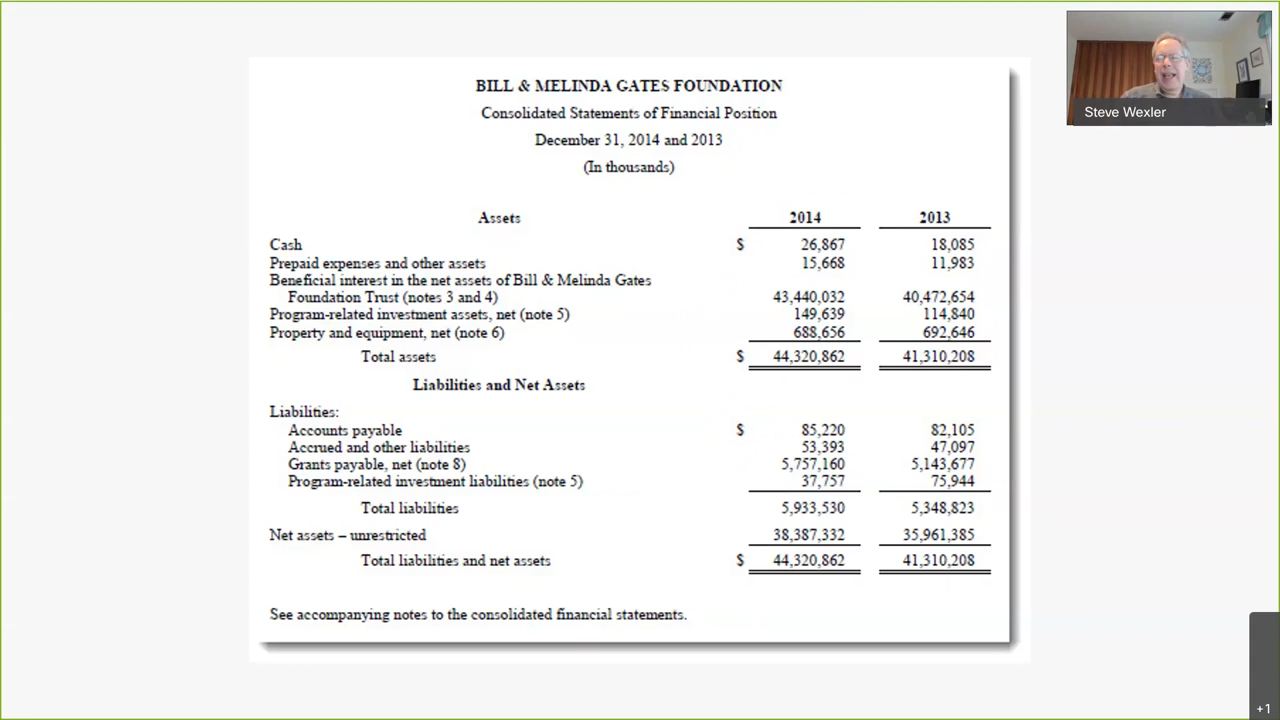 BILL & MELINDA GATES FOUNDATION
Consolidated Statements of Financial Position
December 31, 2014 and 2013
(In thousands)
Assets 2014 2013
Cash $ 26,867 18,085
Prepaid expenses and other assets 15,668 11,983
Beneficial interest in the net assets of Bill & Melinda Gates
Foundation Trust (notes 3 and 4) 43,440,032 40,472,654
Program-related investment assets, net (note 5) 149,639 114,840
Property and equipment, net (note 6) 688,656 692,646
Total assets $ 44,320,862 41,310,208
Liabilities and Net Assets
Liabilities:
Accounts payable $ 85,220 82,105
Accrued and other liabilities 53,393 47,097
Grants payable, net (note 8) 5,757,160 5,143,677
Program-related investment liabilities (note 5) 37,757 75,944
Total liabilities 5,933,530 5,348,823
Net assets – unrestricted 38,387,332 35,961,385
Total liabilities and net assets $ 44,320,862 41,310,208
See accompanying notes to the consolidated financial statements.
Steve Wexler
+1